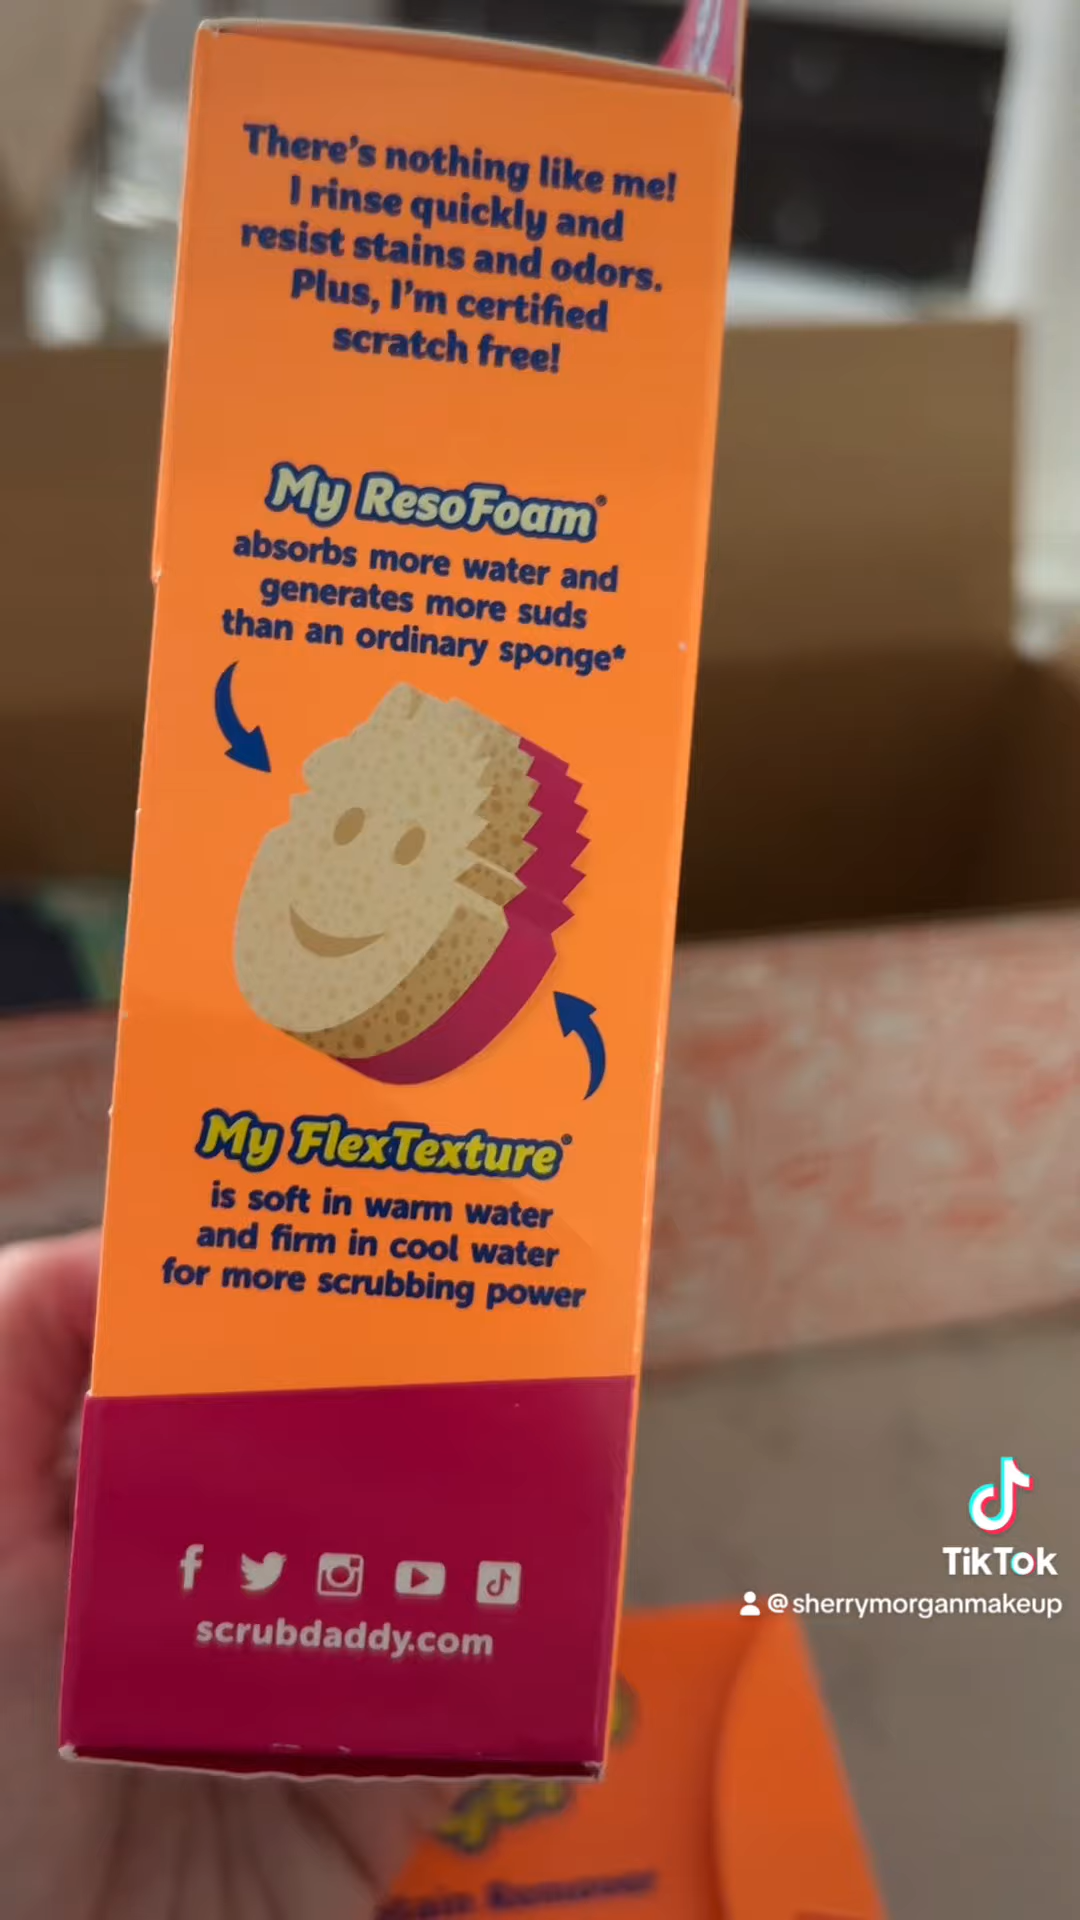 There's nothing like me!
I rinse quickly and
resist stains and odors.
Plus, I'm certified
scratch free!
My ResoFoam®
absorbs more water and
generates more suds
than an ordinary sponge*
My FlexTexture®
is soft in warm water
and firm in cool water
for more scrubbing power
scrubdaddy.com
TikTok
@sherrymorganmakeup
Stain Remover